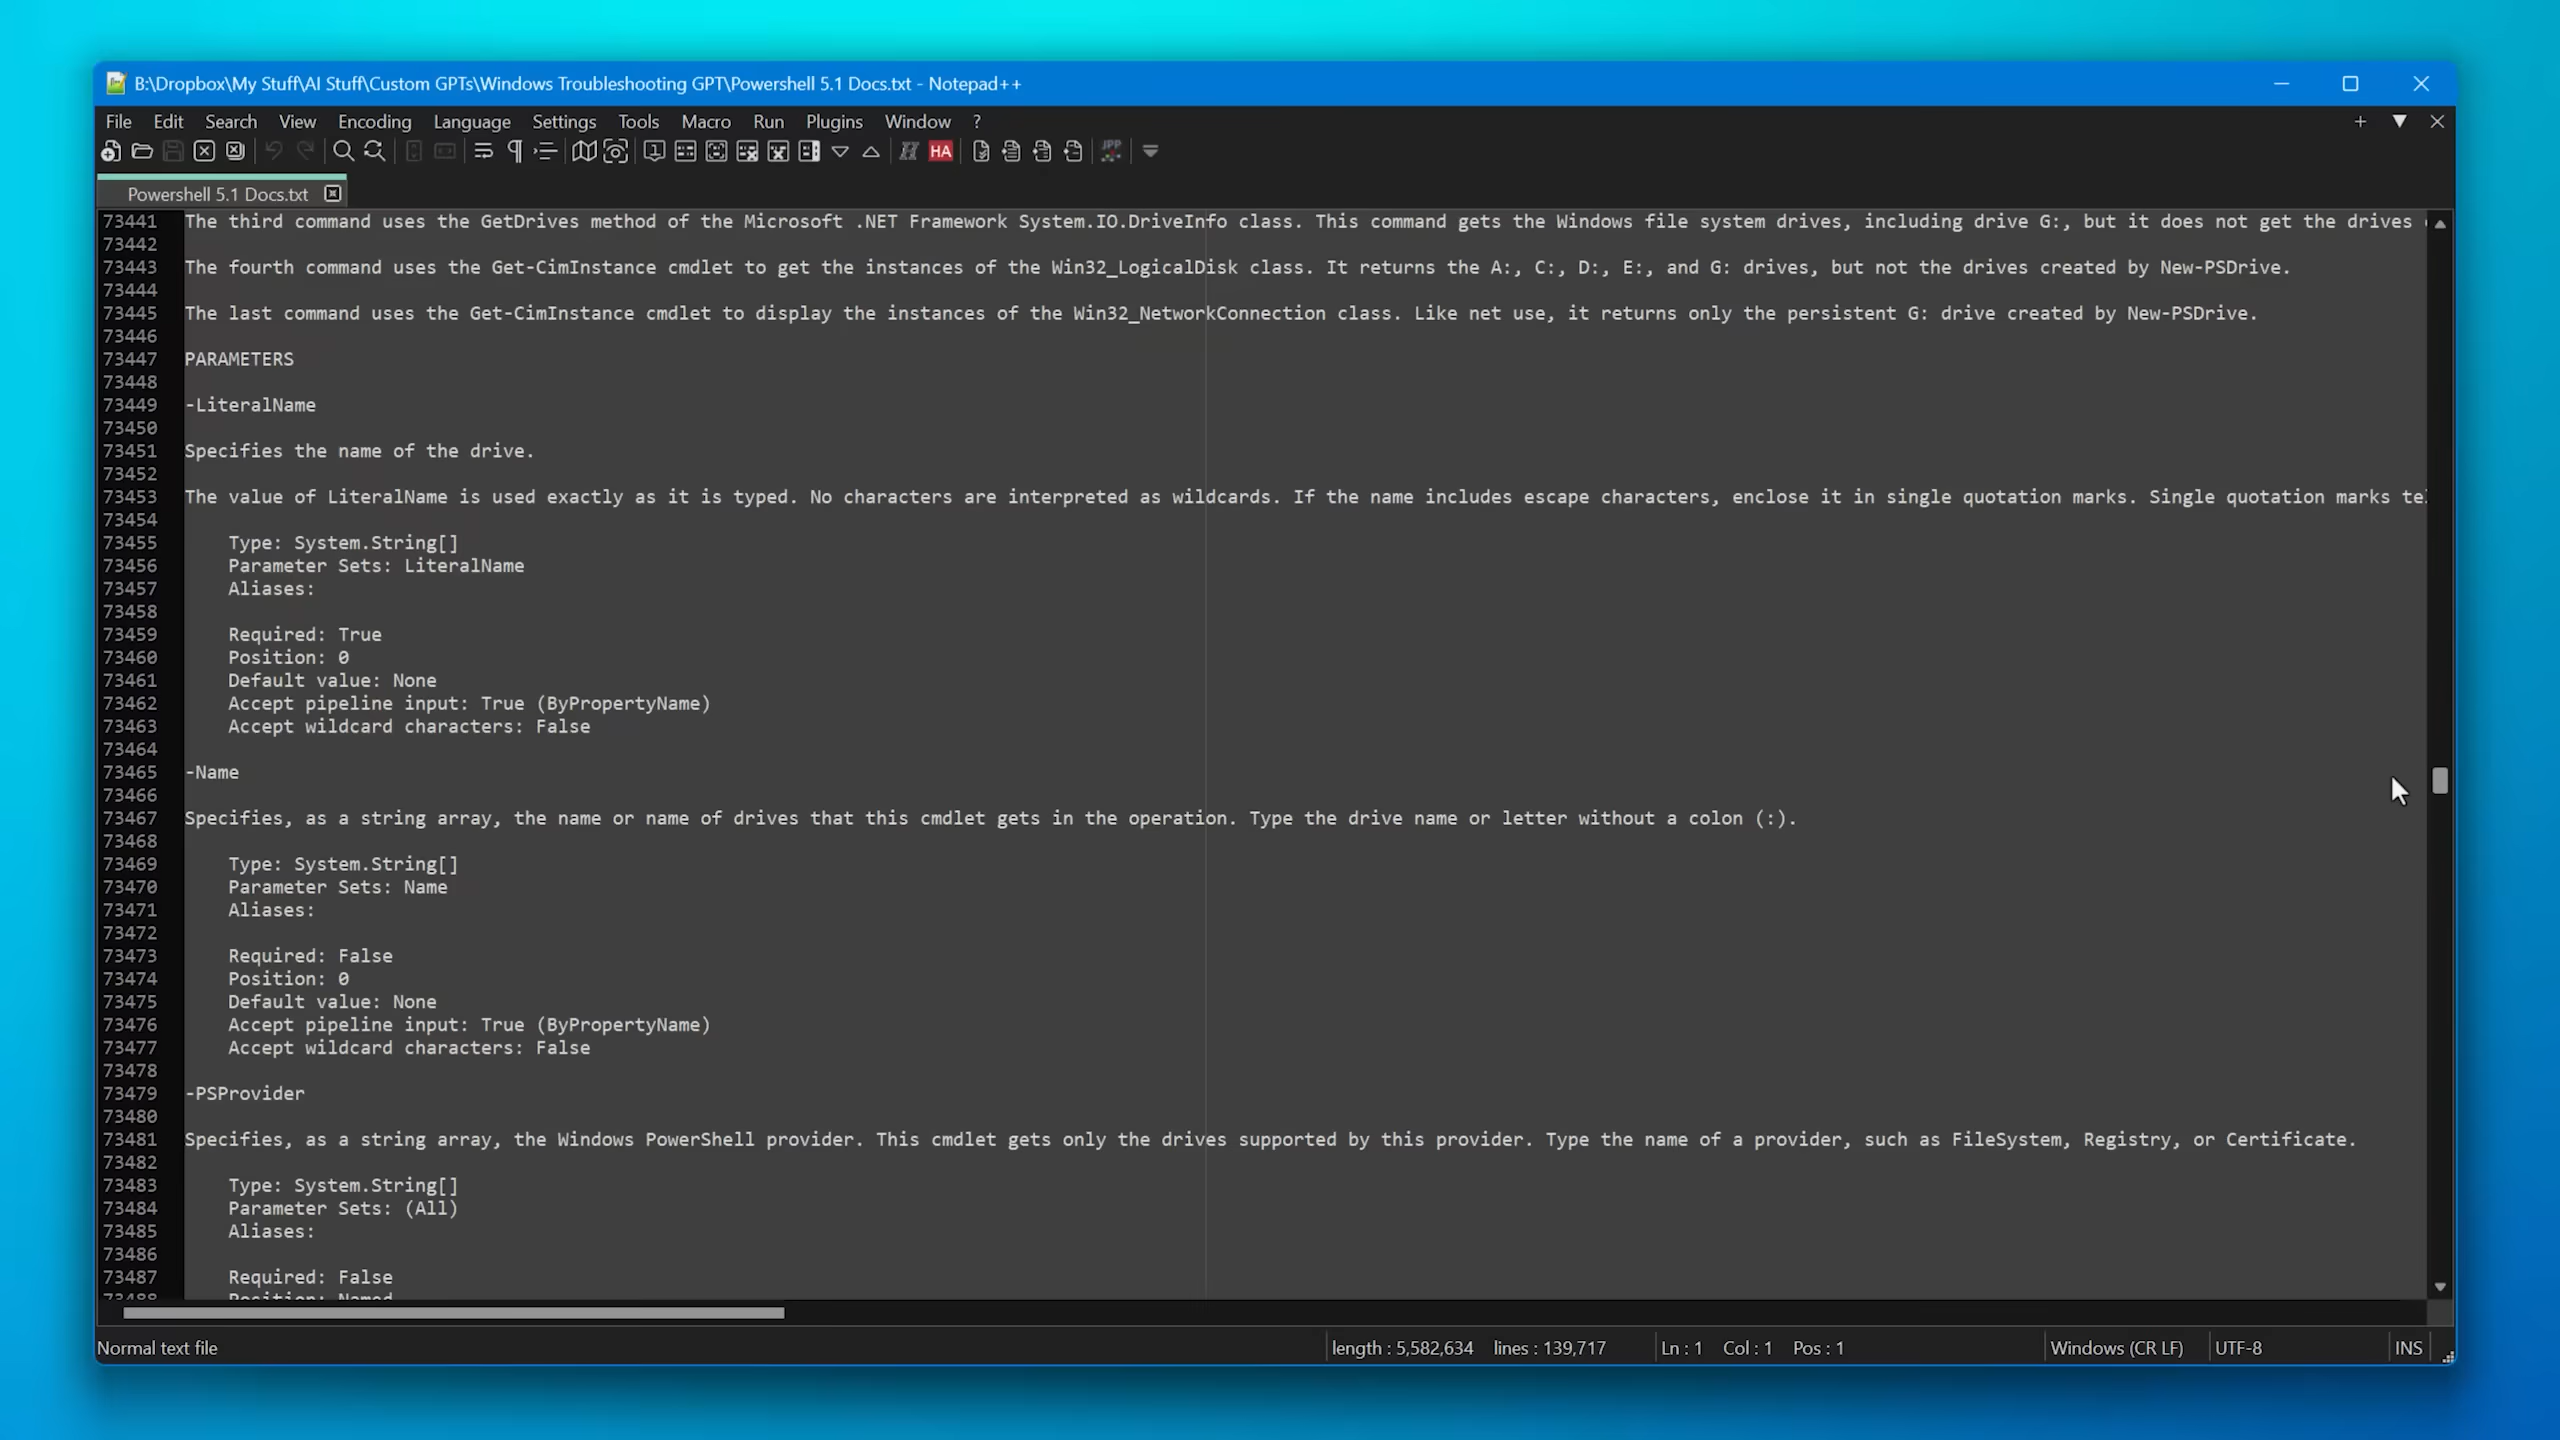 B:\Dropbox\My Stuff\AI Stuff\Custom GPTs\Windows Troubleshooting GPT\Powershell 5.1 Docs.txt - Notepad++
File Edit Search View Encoding Language Settings Tools Macro Run Plugins Window ?
HA JPP
Powershell 5.1 Docs.txt
73441 The third command uses the GetDrives method of the Microsoft .NET Framework System.IO.DriveInfo class. This command gets the Windows file system drives, including drive G:, but it does not get the drives
73442
73443 The fourth command uses the Get-CimInstance cmdlet to get the instances of the Win32_LogicalDisk class. It returns the A:, C:, D:, E:, and G: drives, but not the drives created by New-PSDrive.
73444
73445 The last command uses the Get-CimInstance cmdlet to display the instances of the Win32_NetworkConnection class. Like net use, it returns only the persistent G: drive created by New-PSDrive.
73446
73447 PARAMETERS
73448
73449 -LiteralName
73450
73451 Specifies the name of the drive.
73452
73453 The value of LiteralName is used exactly as it is typed. No characters are interpreted as wildcards. If the name includes escape characters, enclose it in single quotation marks. Single quotation marks
73454
73455 Type: System.String[]
73456 Parameter Sets: LiteralName
73457 Aliases:
73458
73459 Required: True
73460 Position: 0
73461 Default value: None
73462 Accept pipeline input: True (ByPropertyName)
73463 Accept wildcard characters: False
73464
73465 -Name
73466
73467 Specifies, as a string array, the name or name of drives that this cmdlet gets in the operation. Type the drive name or letter without a colon (:).
73468
73469 Type: System.String[]
73470 Parameter Sets: Name
73471 Aliases:
73472
73473 Required: False
73474 Position: 0
73475 Default value: None
73476 Accept pipeline input: True (ByPropertyName)
73477 Accept wildcard characters: False
73478
73479 -PSProvider
73480
73481 Specifies, as a string array, the Windows PowerShell provider. This cmdlet gets only the drives supported by this provider. Type the name of a provider, such as FileSystem, Registry, or Certificate.
73482
73483 Type: System.String[]
73484 Parameter Sets: (All)
73485 Aliases:
73486
73487 Required: False
73488 Position: Named
Normal text file length : 5,582,634 lines : 139,717 Ln : 1 Col : 1 Pos : 1 Windows (CR LF) UTF-8 INS